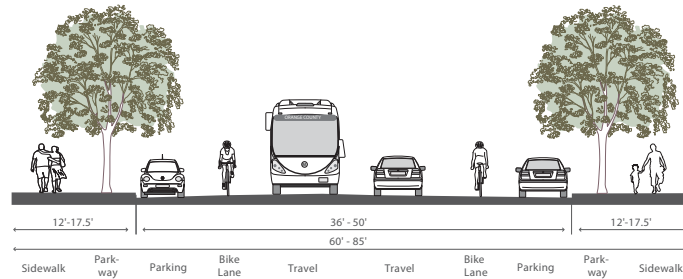 ORANGE COUNTY
12'-17.5'
36' - 50'
12'-17.5'
60' - 85'
Sidewalk
Park-
way
Parking
Bike
Lane
Travel
Travel
Bike
Lane
Parking
Park-
way
Sidewalk